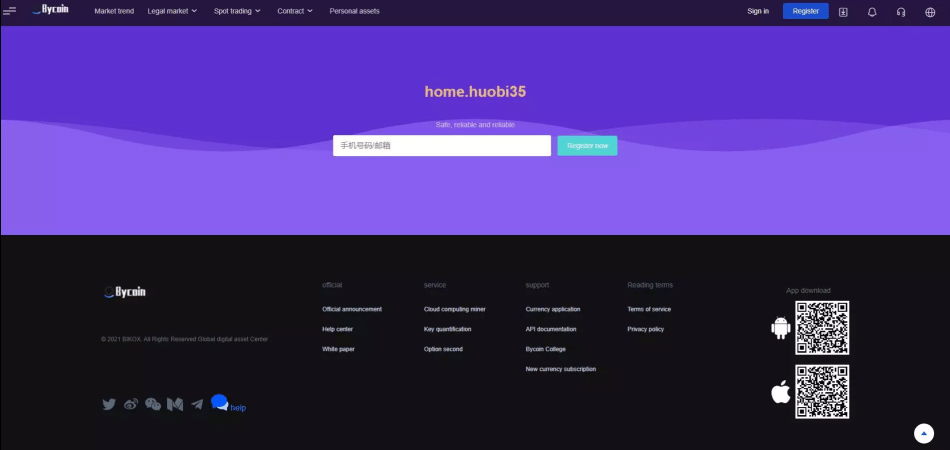 Bycoin
Market trend
Legal market
Spot trading
Contract
Personal assets
Sign in
Register
home.huobi35
Safe, reliable and reliable
手机号码/邮箱
Register now
Bycoin
© 2021 BIKOX. All Rights Reserved Global digital asset Center
help
official
Official announcement
Help center
White paper
service
Cloud computing miner
Key quantification
Option second
support
Currency application
API documentation
Bycoin College
New currency subscription
Reading terms
Terms of service
Privacy policy
App download